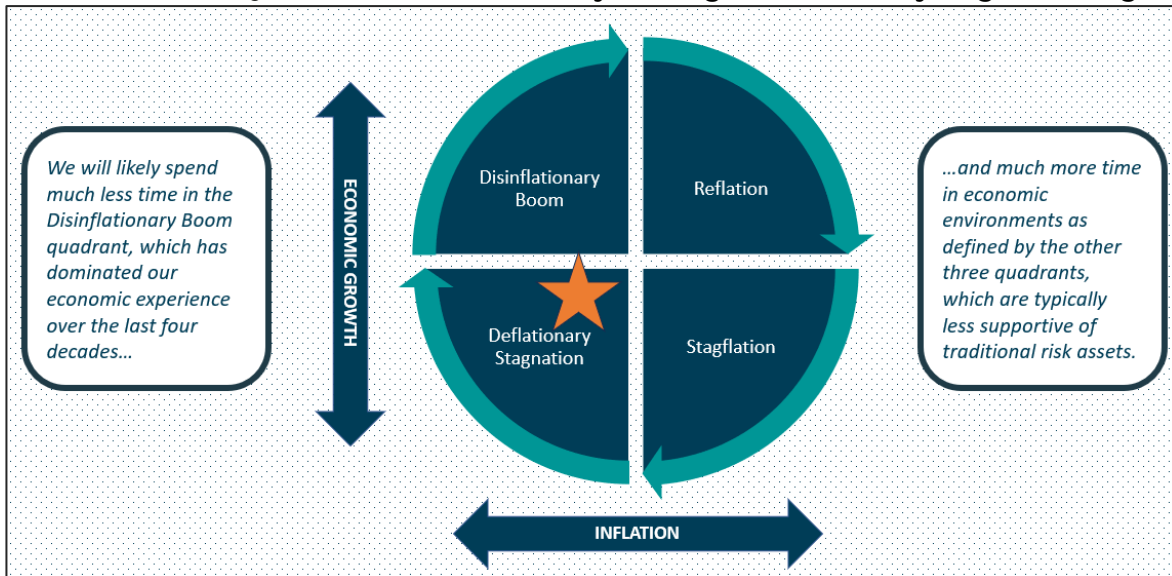 We will likely spend
much less time in the
Disinflationary Boom
quadrant, which has
dominated our
economic experience
over the last four
decades…
ECONOMIC GROWTH
Disinflationary
Boom
Reflation
Deflationary
Stagnation
Stagflation
INFLATION
…and much more time
in economic
environments as
defined by the other
three quadrants,
which are typically
less supportive of
traditional risk assets.